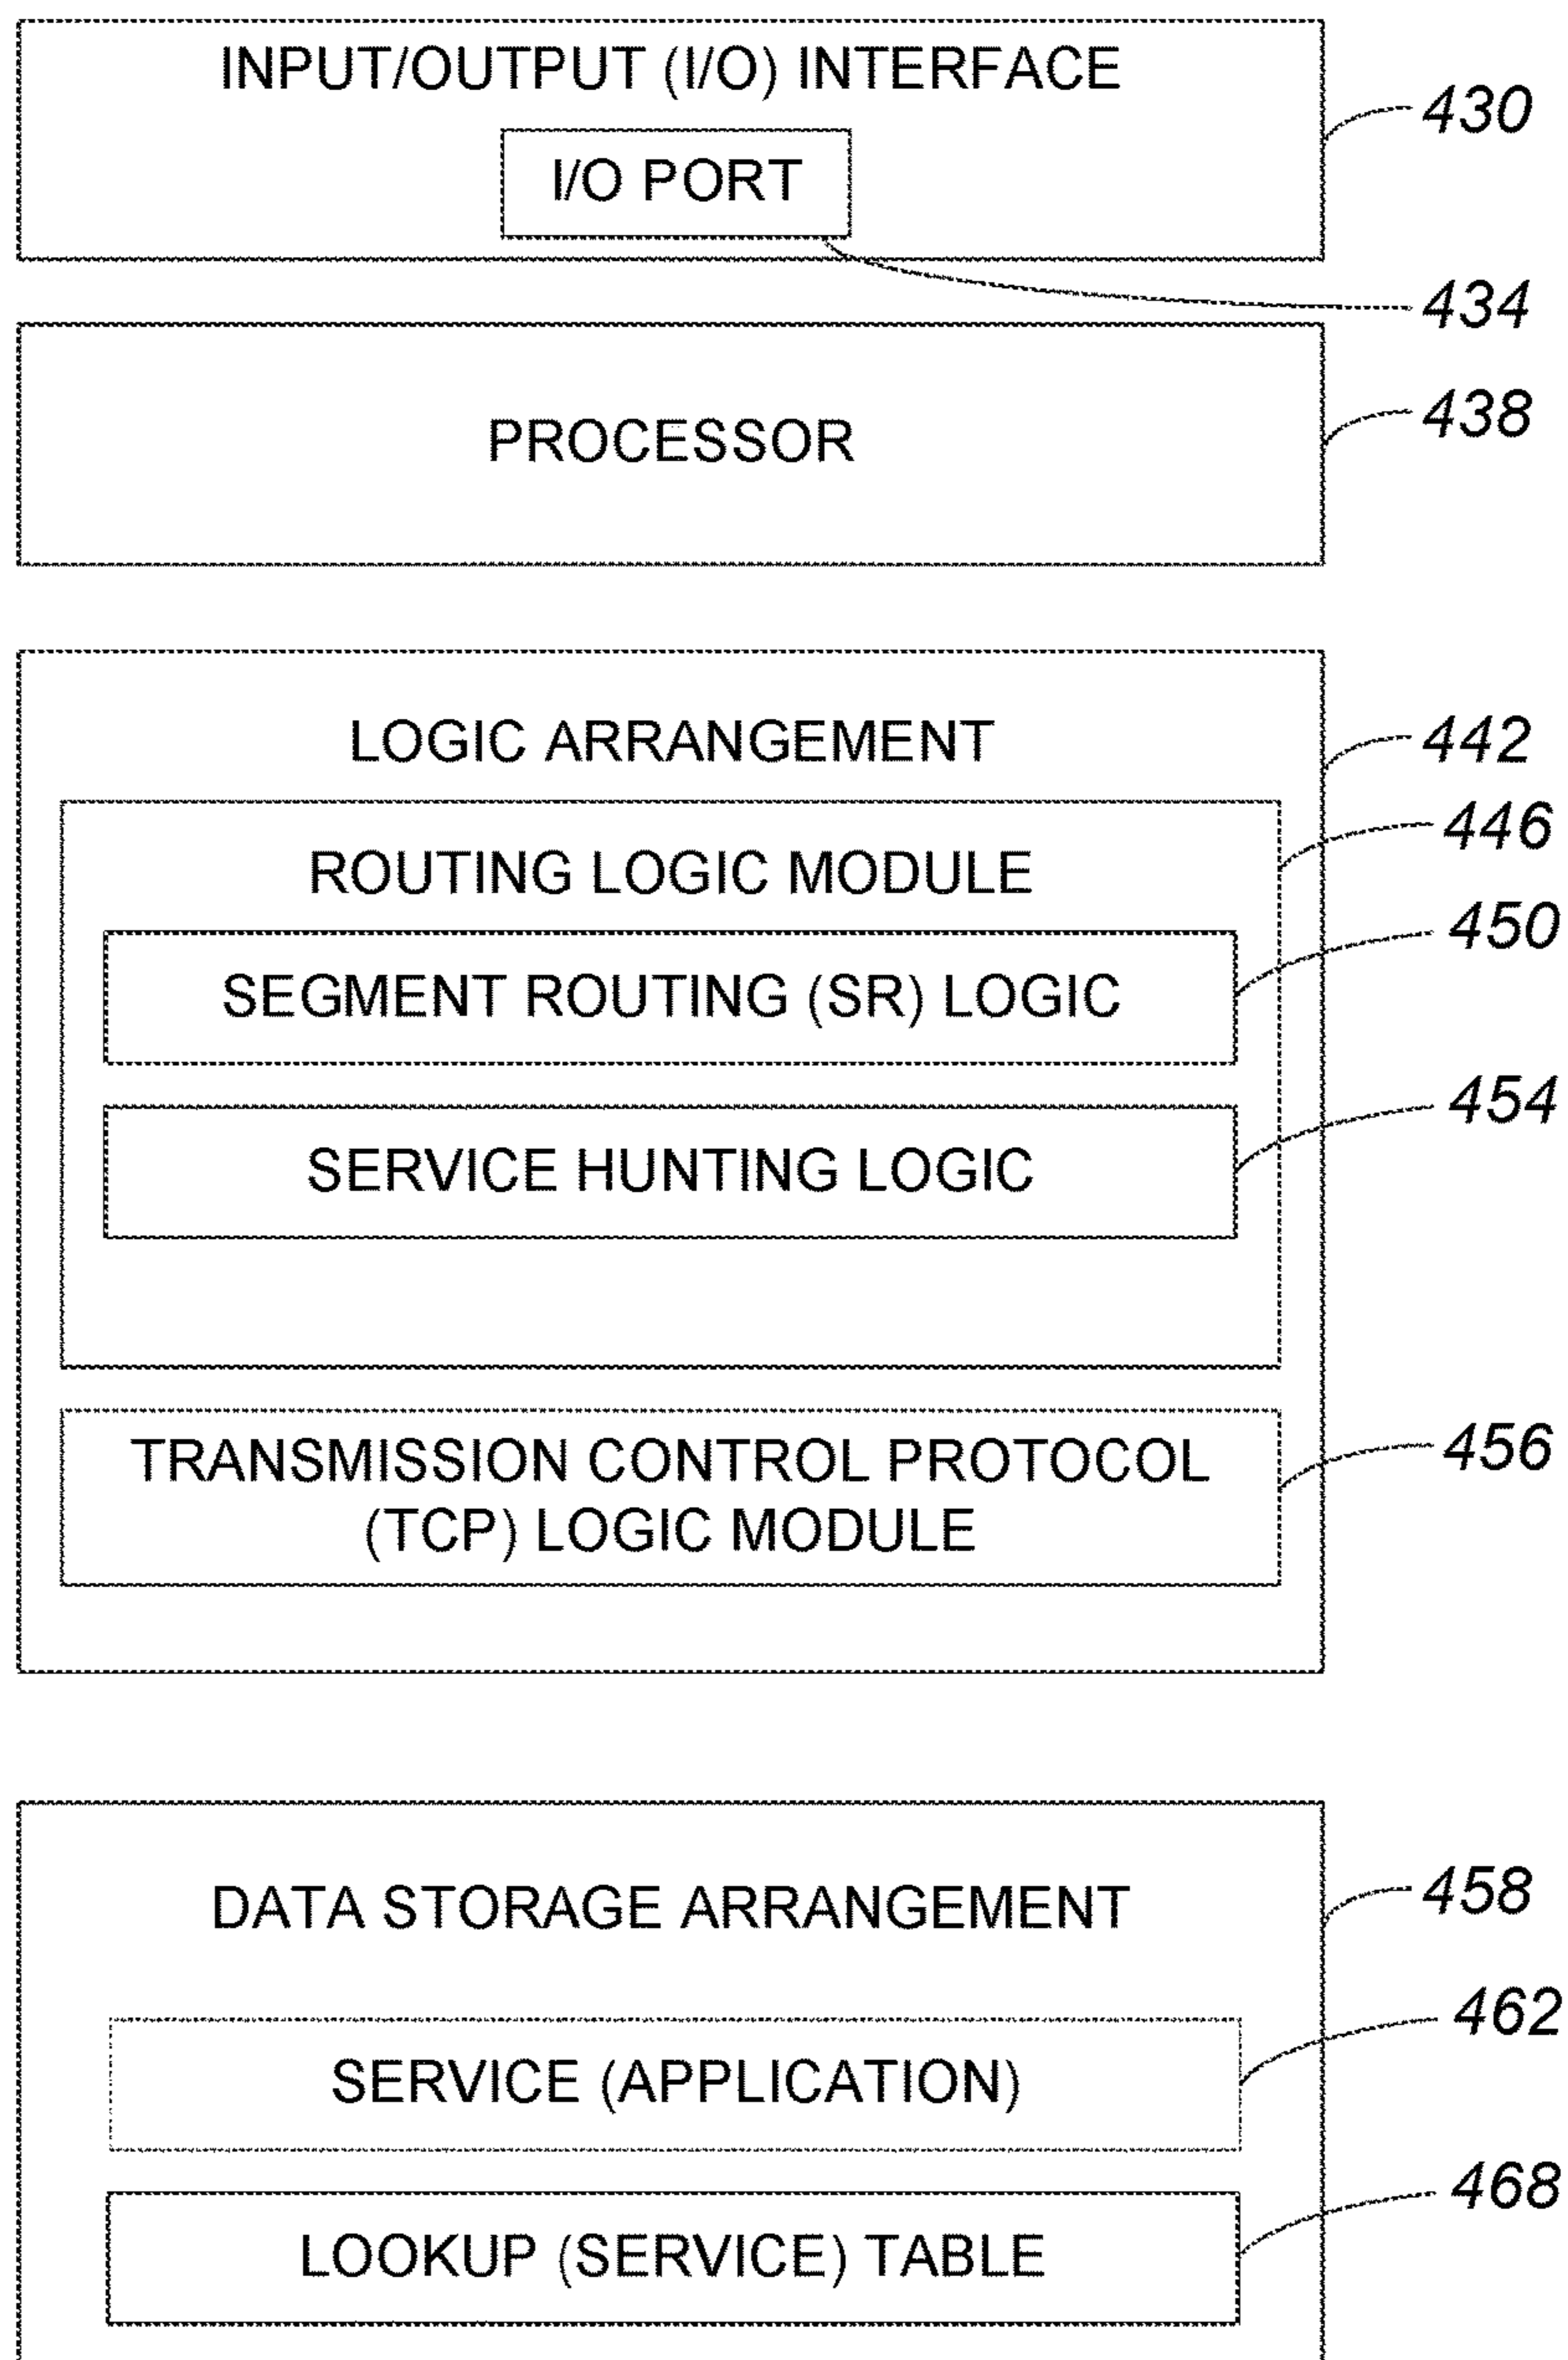 INPUT/OUTPUT (I/O) INTERFACE
430
I/O PORT
434
PROCESSOR
438
LOGIC ARRANGEMENT
442
446
ROUTING LOGIC MODULE
450
SEGMENT ROUTING (SR) LOGIC
454
SERVICE HUNTING LOGIC
456
TRANSMISSION CONTROL PROTOCOL
(TCP) LOGIC MODULE
DATA STORAGE ARRANGEMENT
458
462
SERVICE (APPLICATION)
468
LOOKUP (SERVICE) TABLE